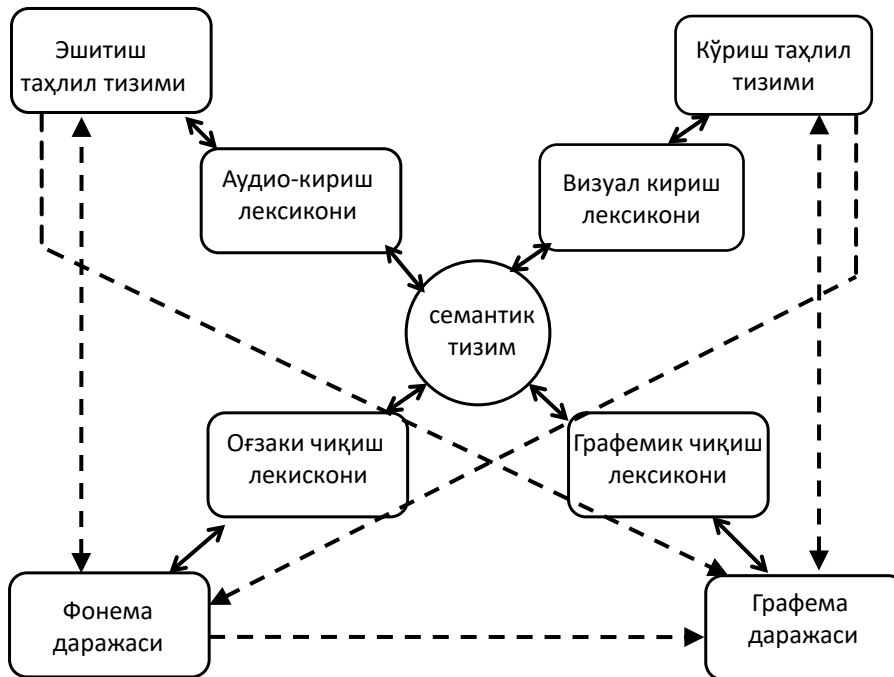 Эшитиш
таҳлил тизими
Кўриш таҳлил
тизими
Аудио-кириш
лексикони
Визуал кириш
лексикони
семантик
тизим
Оғзаки чиқиш
лекискони
Графемик чиқиш
лексикони
Фонема
даражаси
Графема
даражаси